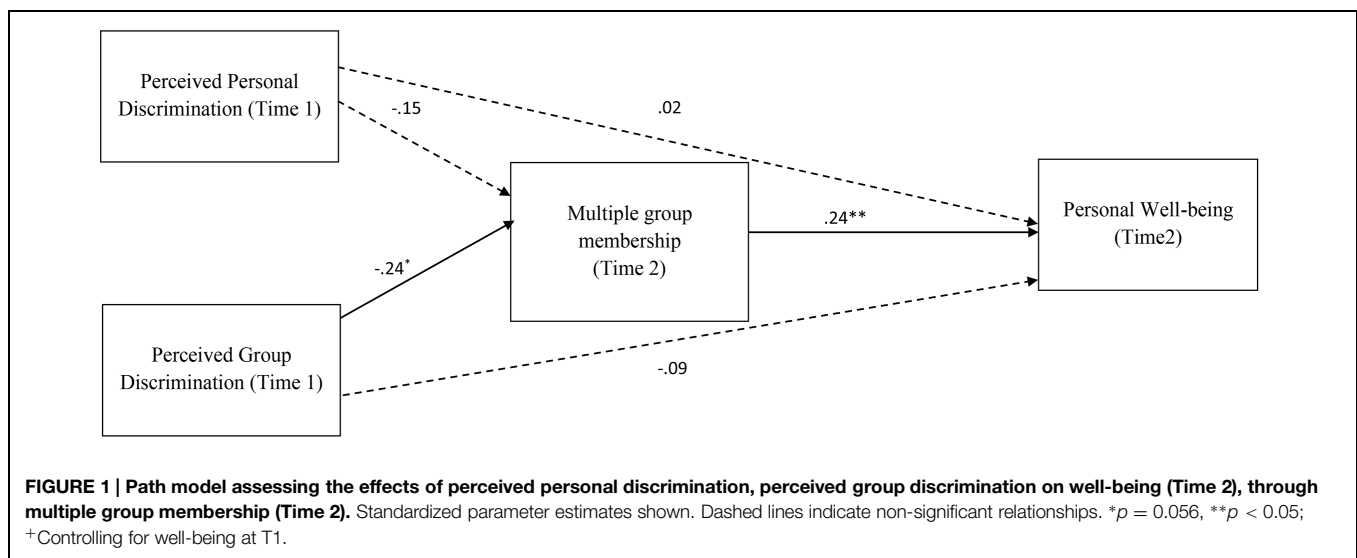 Perceived Personal
Discrimination (Time 1)
-.15
.02
Multiple group
membership
(Time 2)
.24**
Personal Well-being
(Time2)
-.24*
Perceived Group
Discrimination (Time 1)
-.09
FIGURE 1 | Path model assessing the effects of perceived personal discrimination, perceived group discrimination on well-being (Time 2), through
multiple group membership (Time 2). Standardized parameter estimates shown. Dashed lines indicate non-significant relationships. *p = 0.056, **p < 0.05;
+Controlling for well-being at T1.